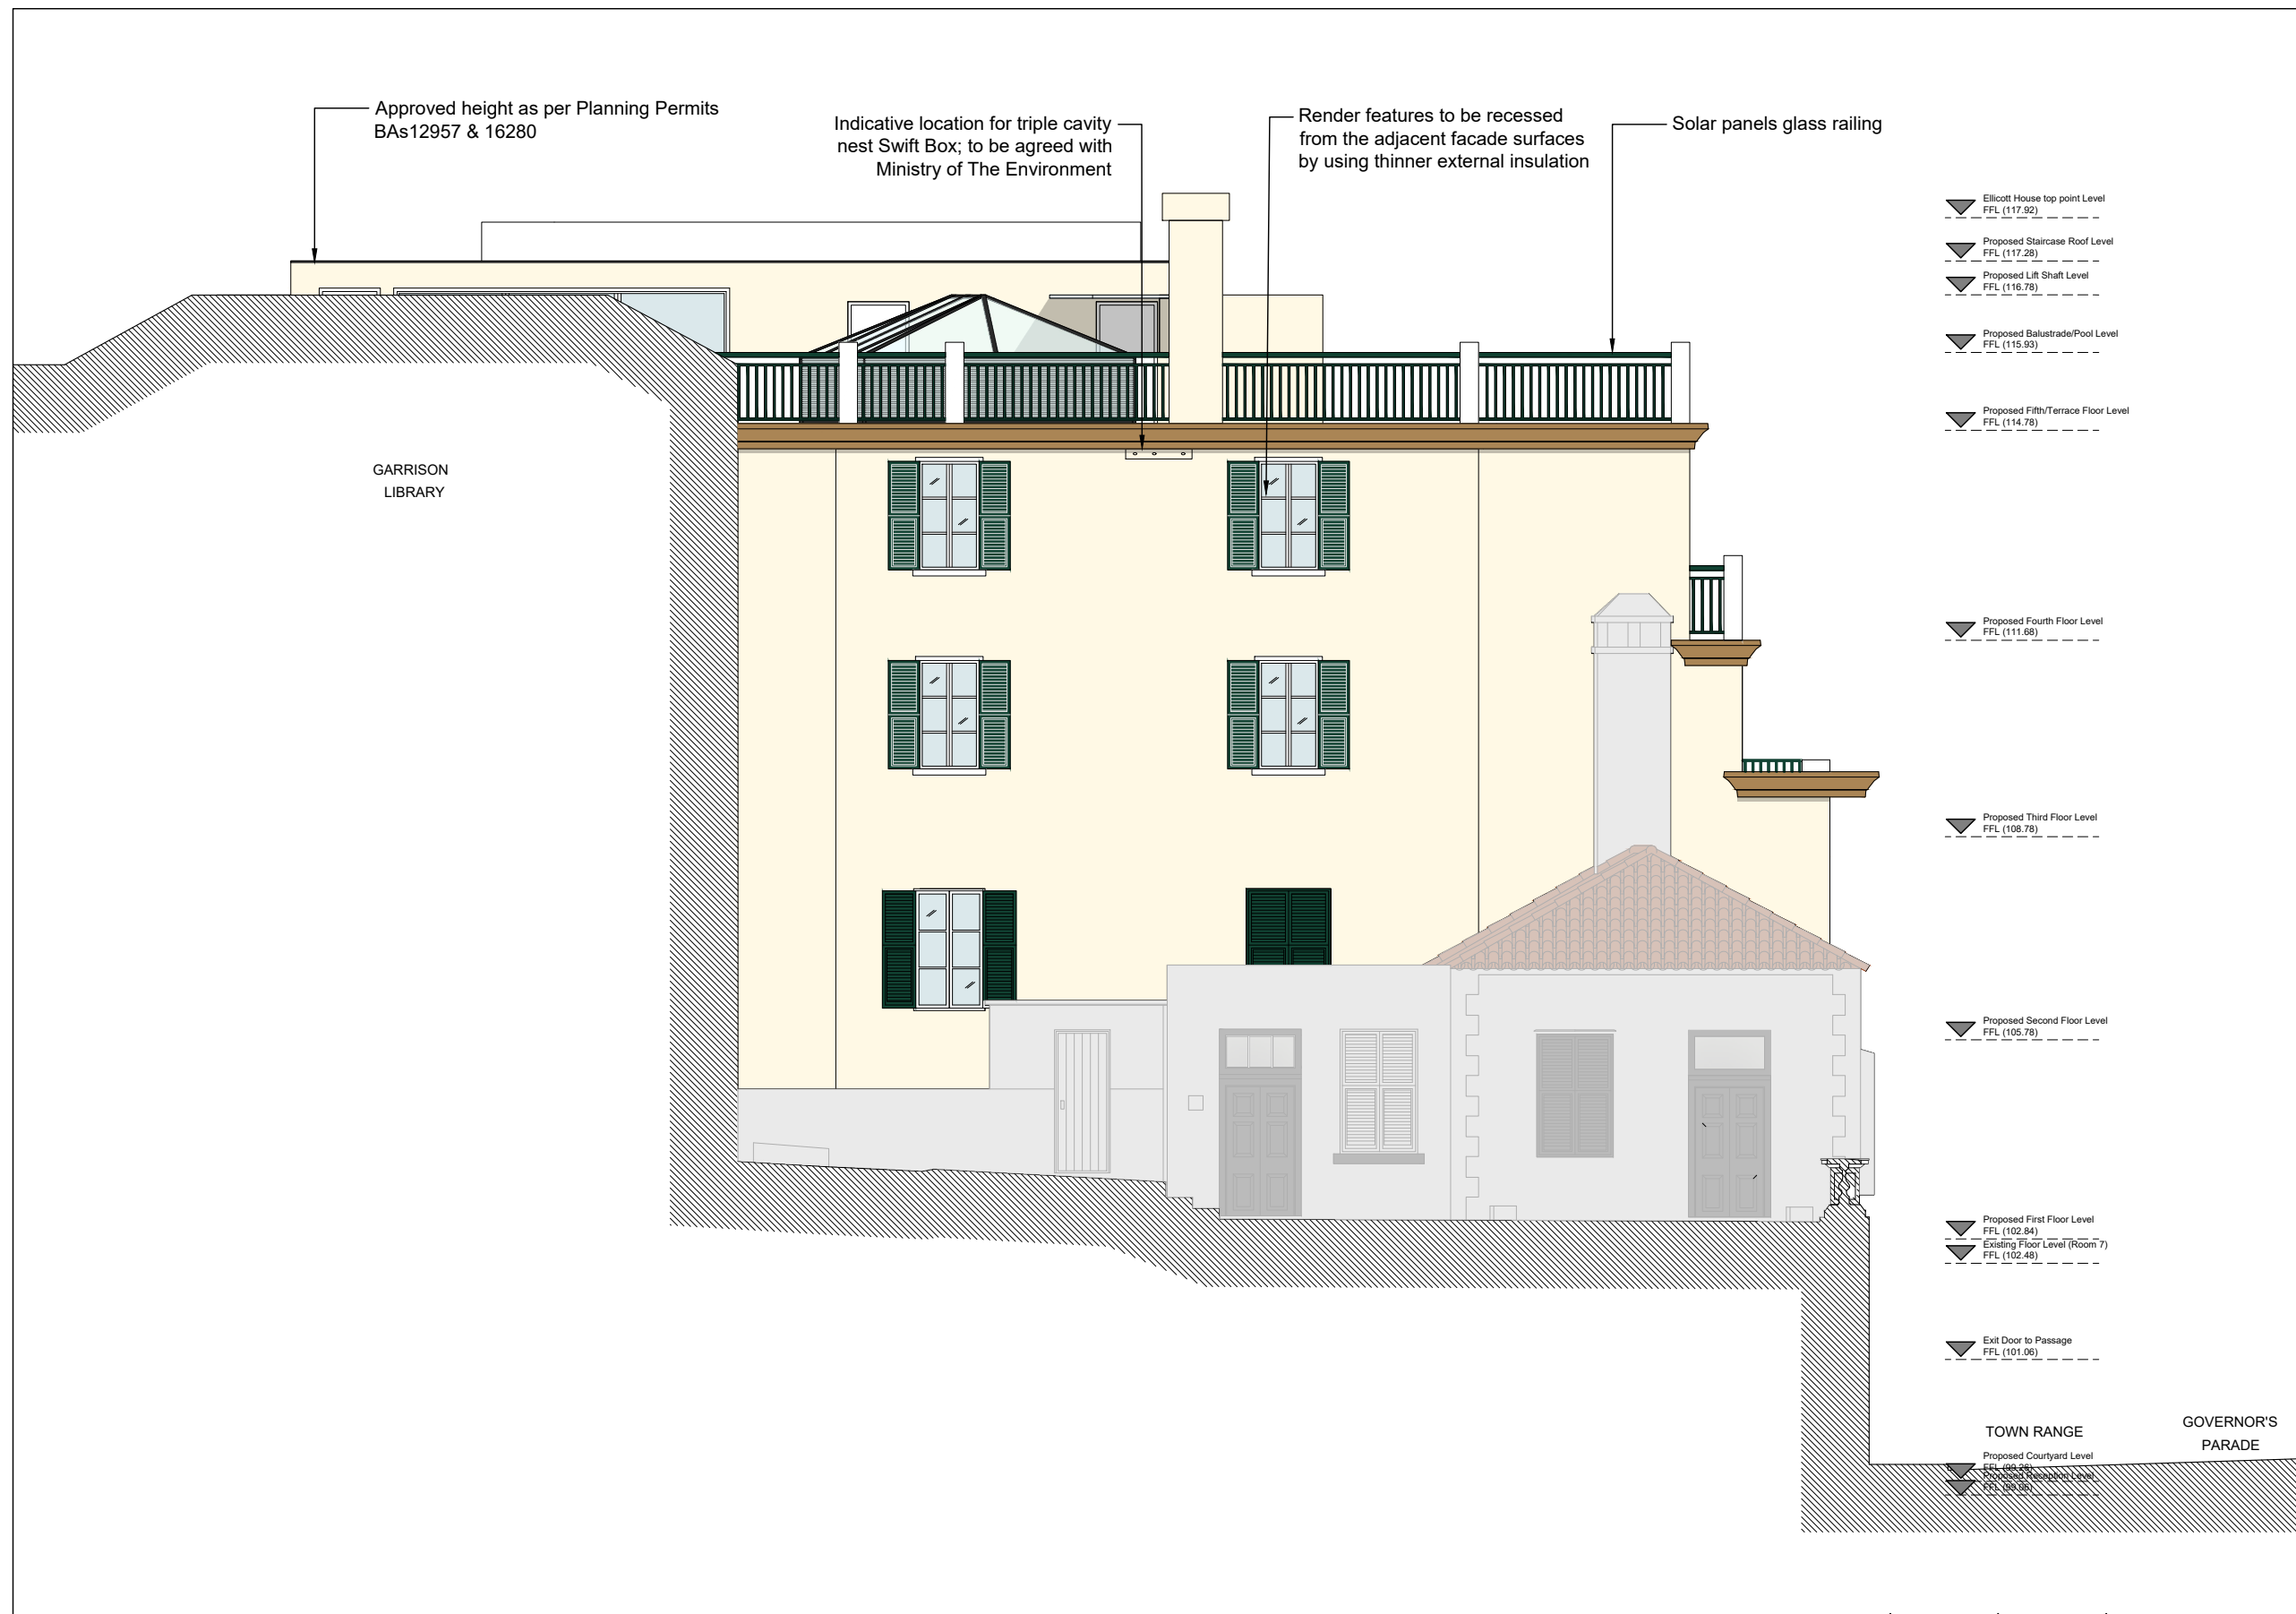 Approved height as per Planning Permits
BAs12957 & 16280
Indicative location for triple cavity
nest Swift Box; to be agreed with
Ministry of The Environment
Render features to be recessed
from the adjacent facade surfaces
by using thinner external insulation
Solar panels glass railing
Ellicott House top point Level
FFL (117.92)
Proposed Staircase Roof Level
FFL (117.28)
Proposed Lift Shaft Level
FFL (116.78)
Proposed Balustrade/Pool Level
FFL (115.93)
Proposed Fifth/Terrace Floor Level
FFL (114.78)
GARRISON
LIBRARY
Proposed Fourth Floor Level
FFL (111.68)
Proposed Third Floor Level
FFL (108.78)
Proposed Second Floor Level
FFL (105.78)
Proposed First Floor Level
FFL (102.84)
Existing Floor Level (Room 7)
FFL (102.48)
Exit Door to Passage
FFL (101.06)
TOWN RANGE
GOVERNOR'S
PARADE
Proposed Courtyard Level
FFL (99.26)
Proposed Reception Level
FFL (99.06)